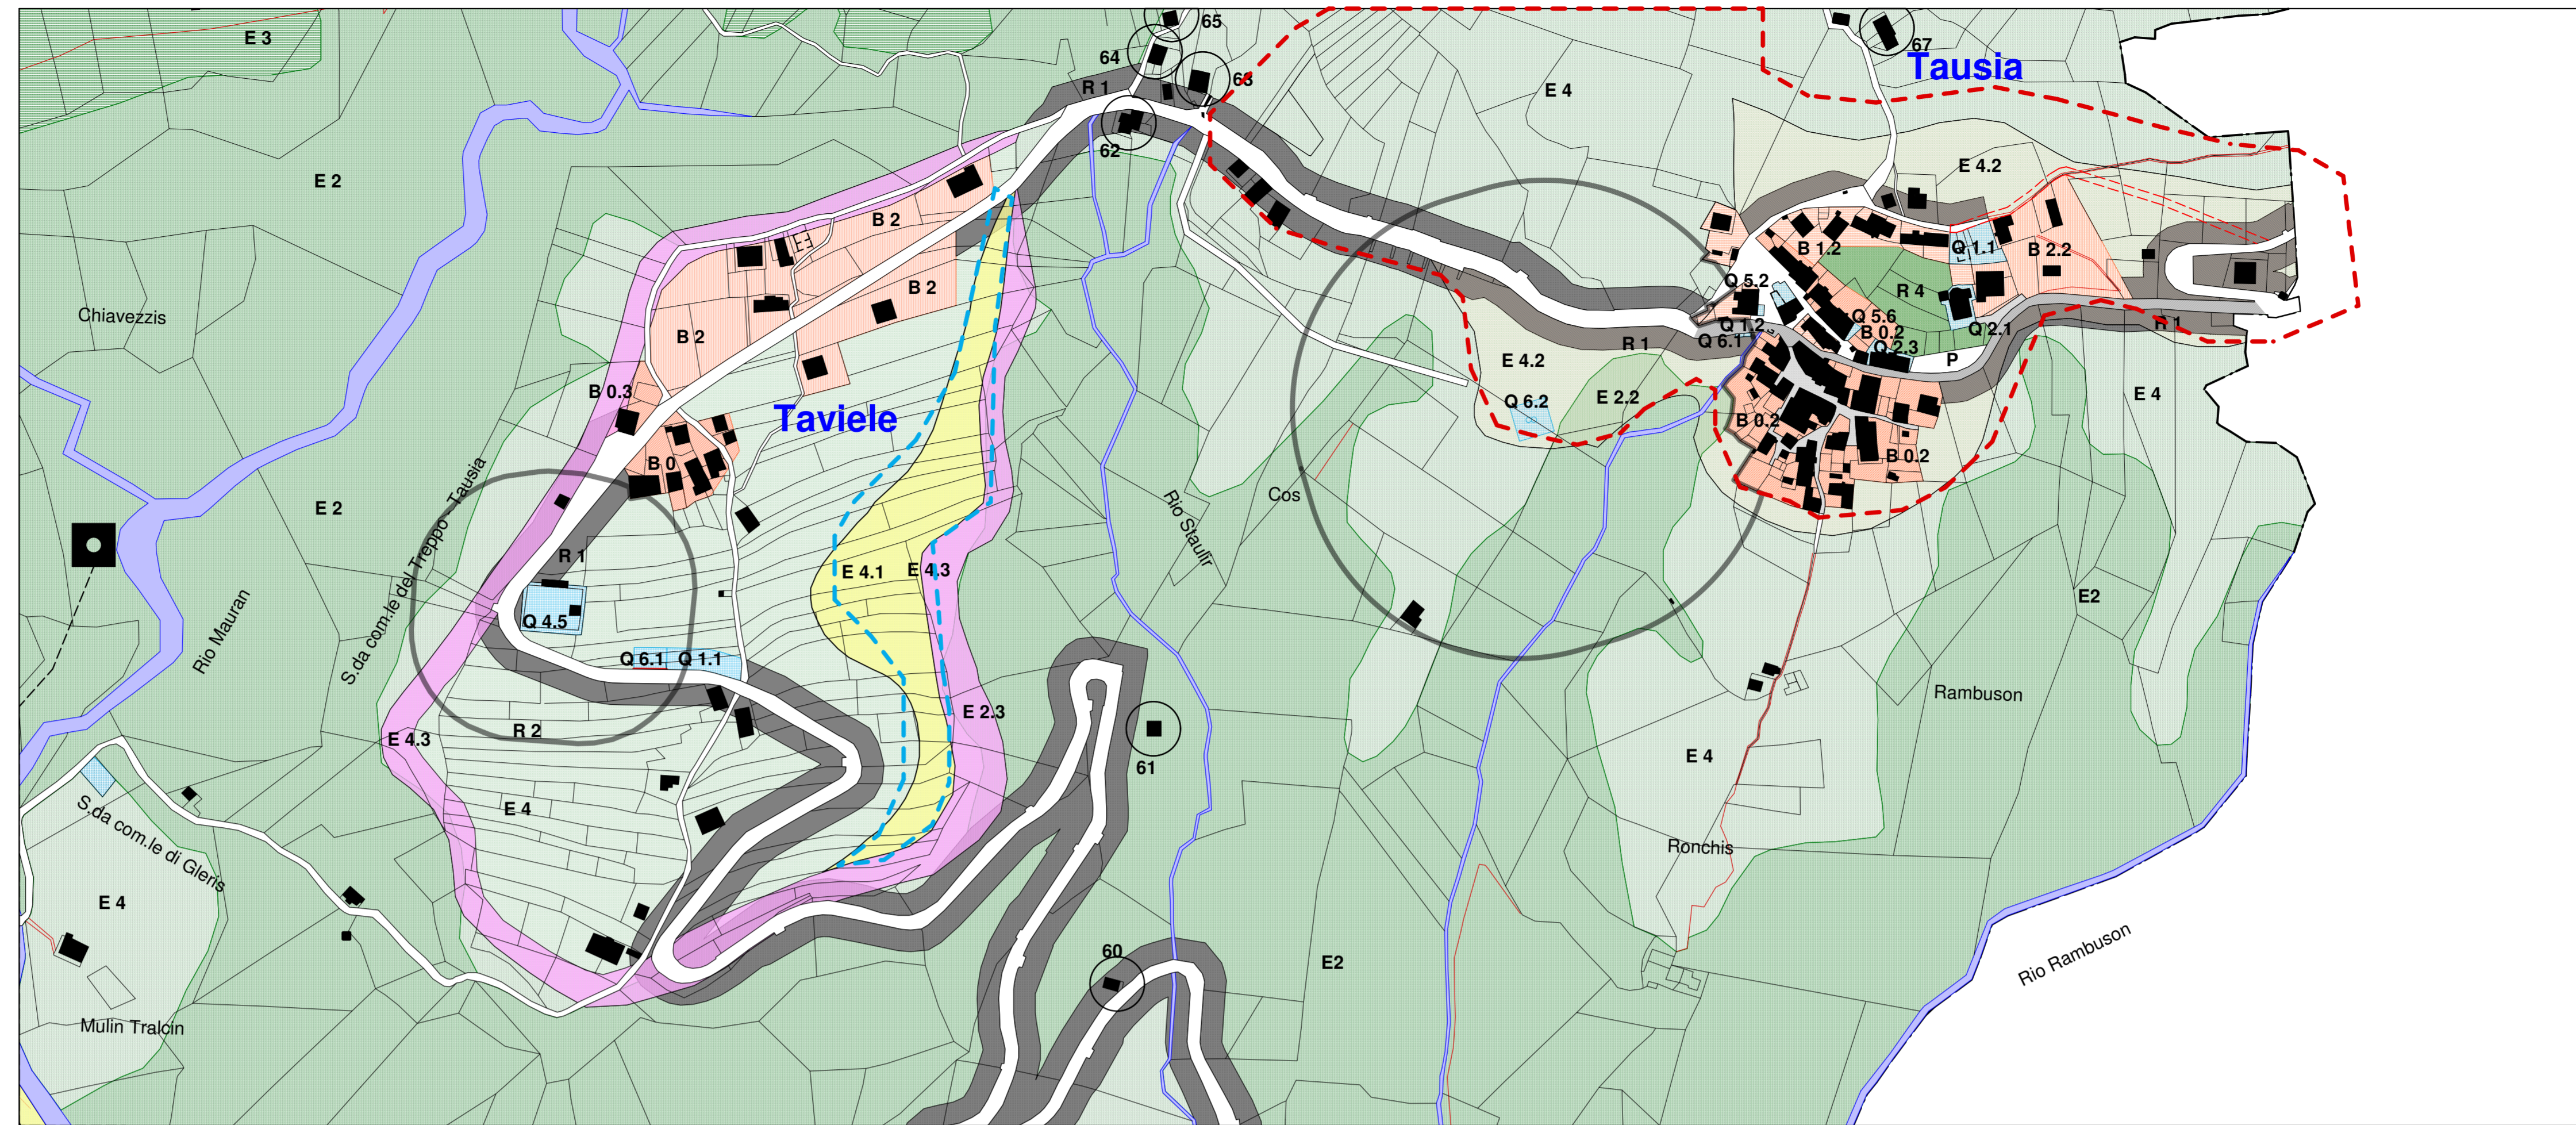 65
E 3
67
64
Tausia
63
R 1
E 4
62
E 4.2
E 2
B 2
B 1.2
Q 1.1
B 2.2
Q 5.2
B 2
R 4
Chiavezzis
Q 5.6
Q 1.2
B 0.2
Q 2.1
R 1
B 2
Q 6.1
R 1
Q 2.3
E 4.2
P
B 0.3
E 2.2
E 4
Q 6.2
Taviele
B 0.2
B 0
B 0.2
Cos
E 2
S.da com.le del Treppo - Tausia
Rio Staulir
R 1
E 4.1
E 4.3
E2
Rio Mauran
Q 4.5
Q 6.1
Q 1.1
Rambuson
E 2.3
R 2
E 4.3
E 4
61
S.da com.le di Gleris
E 4
Ronchis
E 4
60
Rio Rambuson
E2
Mulin Tralcin